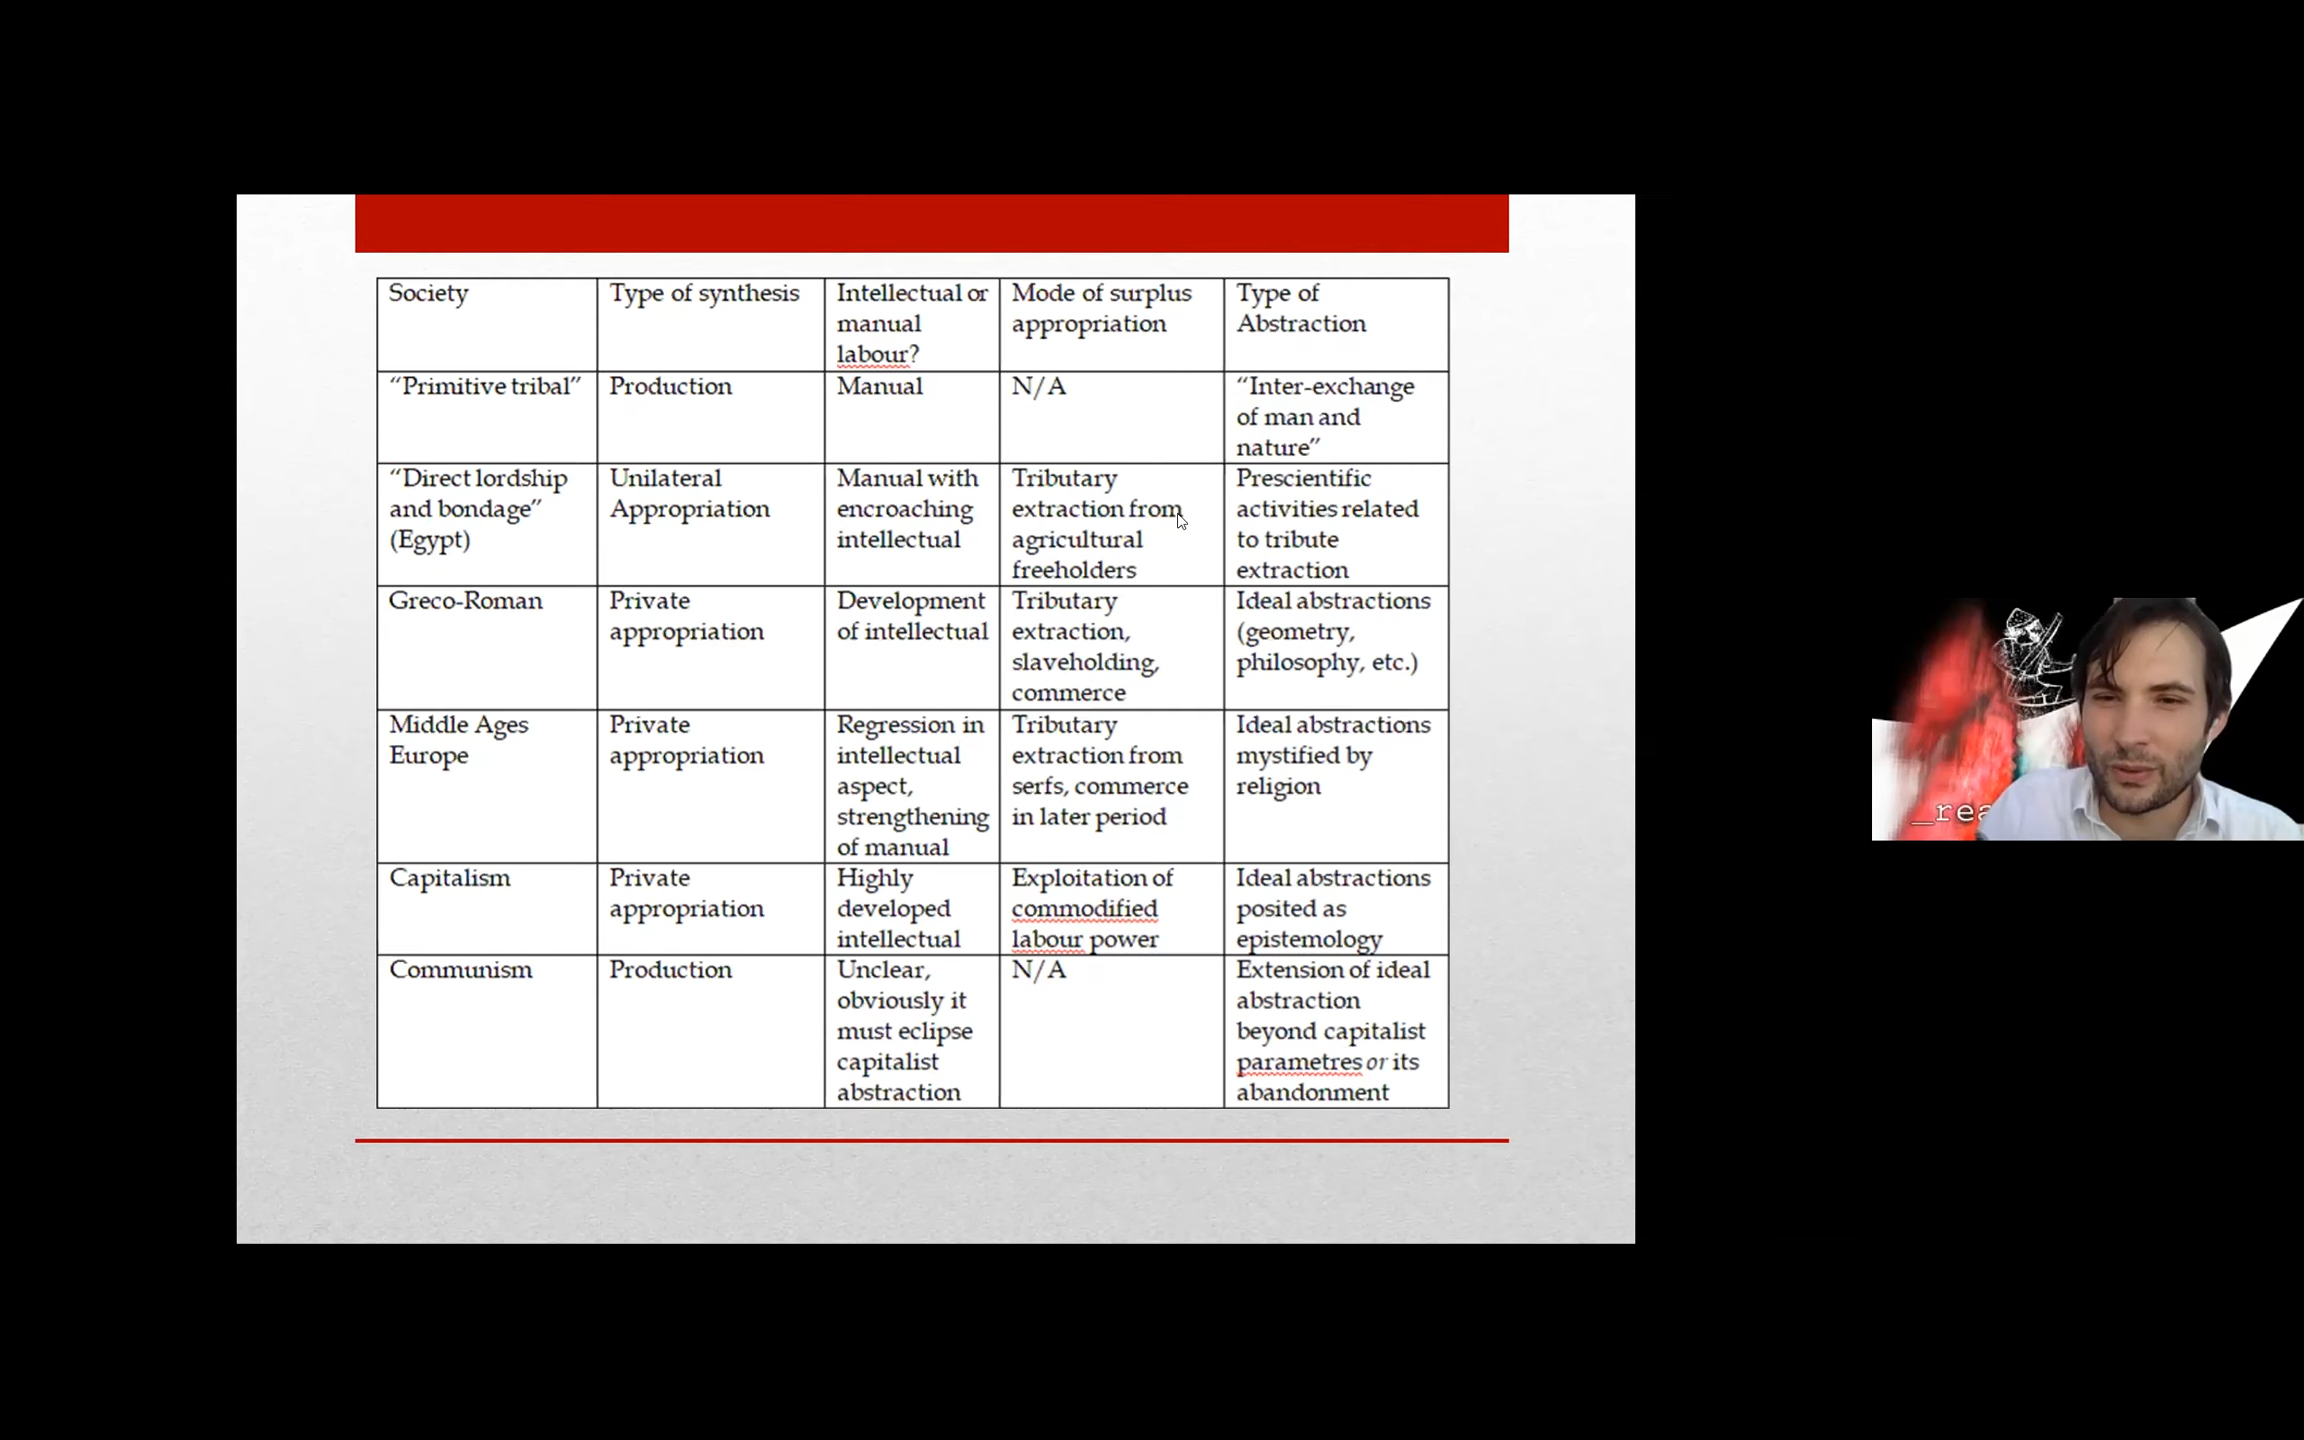 Society
Type of synthesis
Intellectual or
manual
labour?
Mode of surplus
appropriation
Type of
Abstraction
“Primitive tribal”
Production
Manual
N/A
“Inter-exchange
of man and
nature”
“Direct lordship
and bondage”
(Egypt)
Unilateral
Appropriation
Manual with
encroaching
intellectual
Tributary
extraction from
agricultural
freeholders
Prescientific
activities related
to tribute
extraction
Greco-Roman
Private
appropriation
Development
of intellectual
Tributary
extraction,
slaveholding,
commerce
Ideal abstractions
(geometry,
philosophy, etc.)
Middle Ages
Europe
Private
appropriation
Regression in
intellectual
aspect,
strengthening
of manual
Tributary
extraction from
serfs, commerce
in later period
Ideal abstractions
mystified by
religion
Capitalism
Private
appropriation
Highly
developed
intellectual
Exploitation of
commodified
labour power
Ideal abstractions
posited as
epistemology
Communism
Production
Unclear,
obviously it
must eclipse
capitalist
abstraction
N/A
Extension of ideal
abstraction
beyond capitalist
parametres or its
abandonment